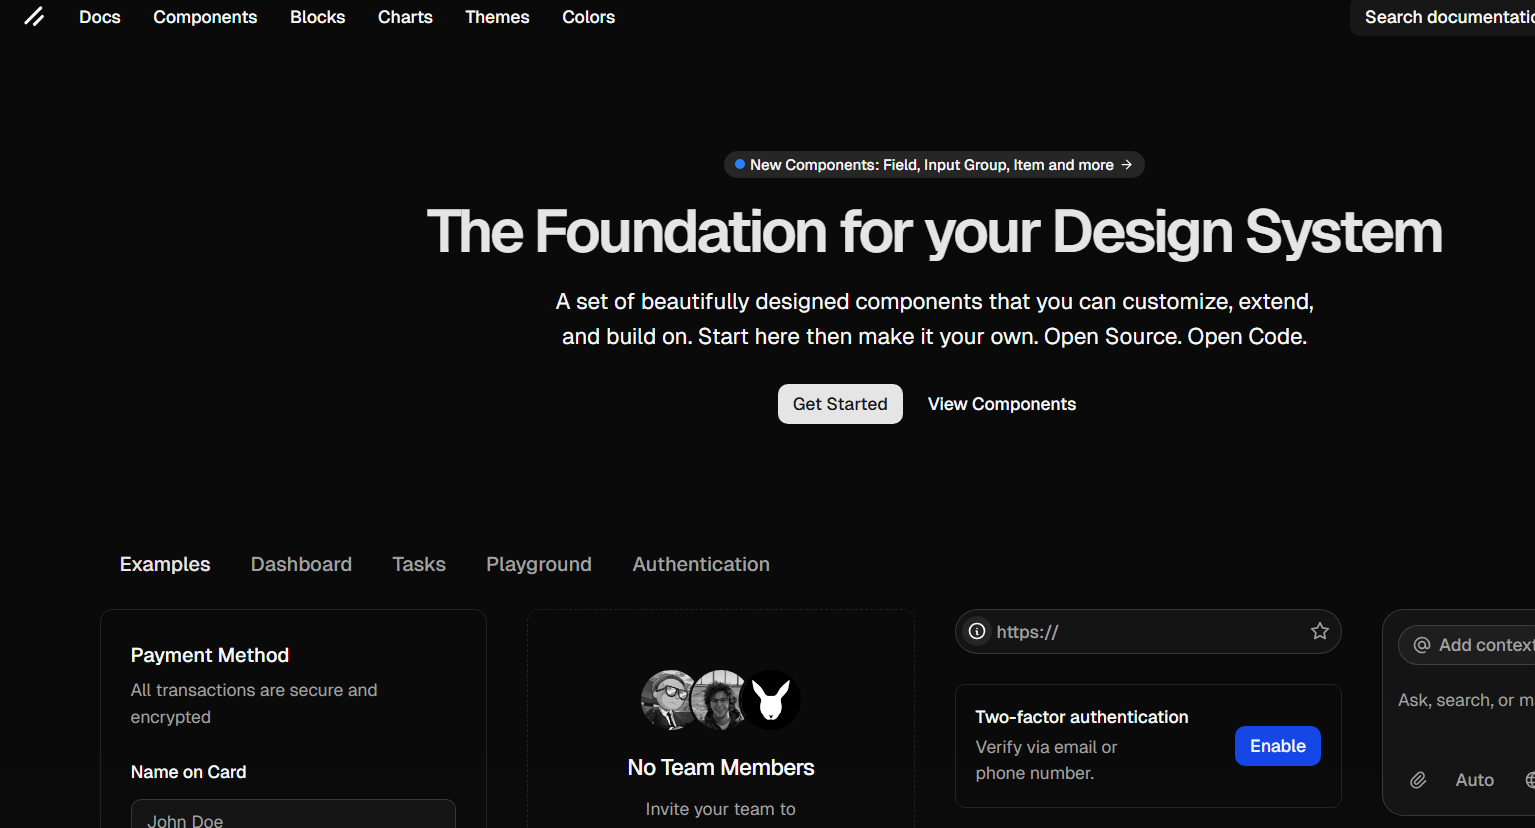 Docs Components Blocks Charts Themes Colors Search
New Components: Field, Input Group, Item and more →
The Foundation for your Design System
A set of beautifully designed components that you can customize, extend,
and build on. Start here then make it your own. Open Source. Open Code.
Get Started View Components
Examples Dashboard Tasks Playground Authentication
Payment Method
All transactions are secure and
encrypted
Name on Card
John Doe
No Team Members
Invite your team to
https://
Two-factor authentication
Verify via email or
phone number.
Enable
@ Add context
Ask, search, or
Auto